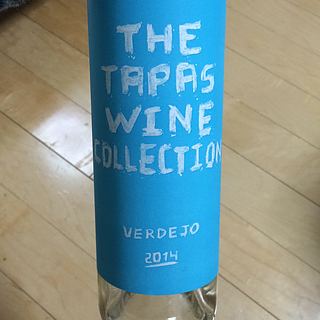 THE
TAPAS
WINE
COLLECTION
VERDEJO
2014